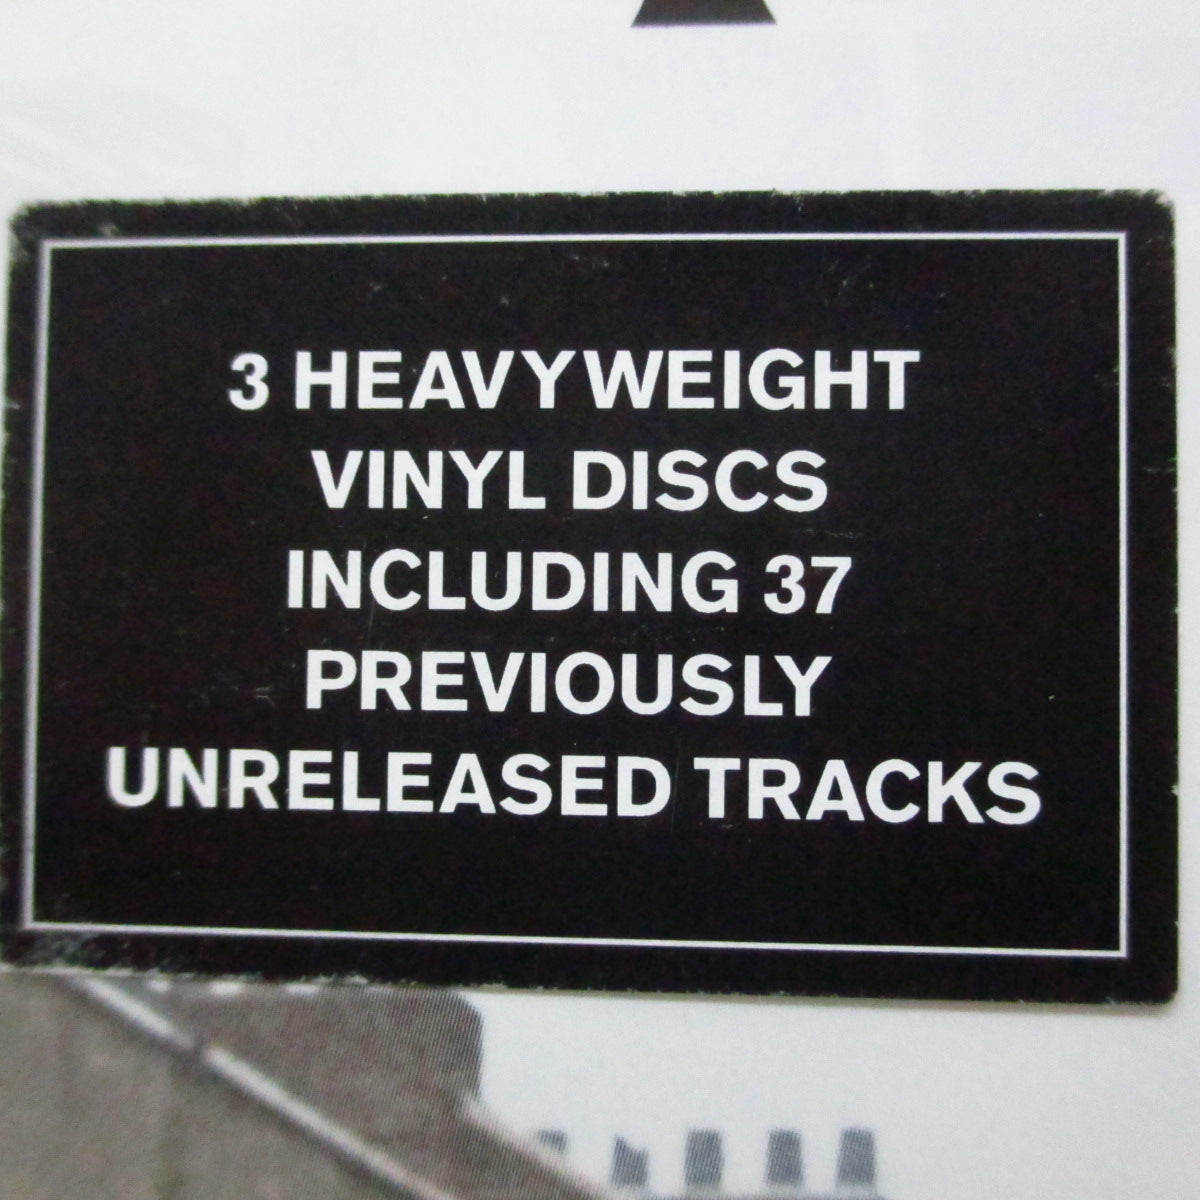 3 HEAVYWEIGHT
VINYL DISCS
INCLUDING 37
PREVIOUSLY
UNRELEASED TRACKS